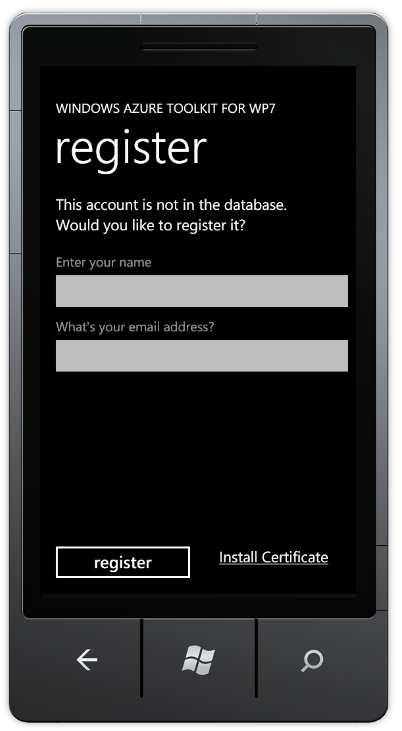 WINDOWS AZURE TOOLKIT FOR WP7
register
This account is not in the database.
Would you like to register it?
Enter your name
What's your email address?
register
Install Certificate